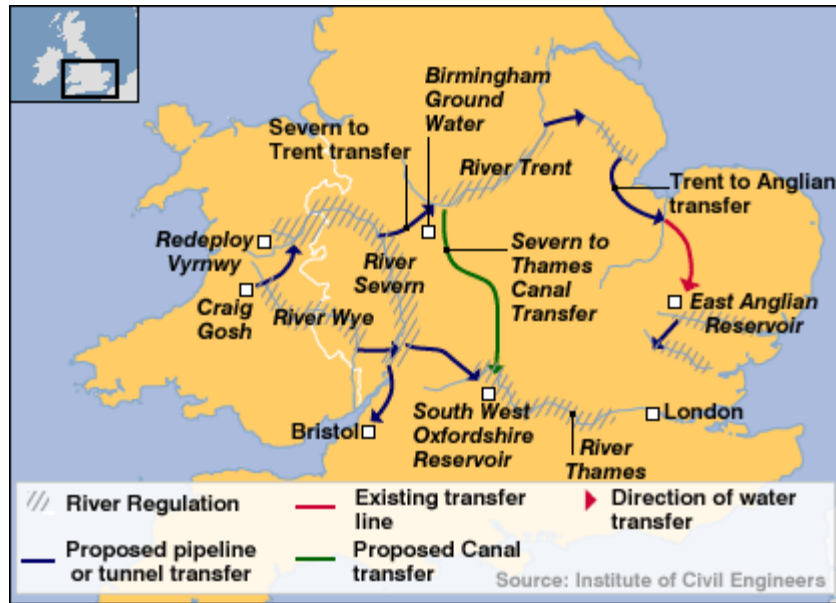 Birmingham
Ground
Water
Severn to
Trent transfer
River Trent
Trent to Anglian
transfer
Redeploy
Vyrnwy
River
Severn
Severn to
Thames
Canal
Transfer
Craig
Gosh
River Wye
East Anglian
Reservoir
Bristol
South West
Oxfordshire
Reservoir
London
River
Thames
River Regulation
Existing transfer
line
Direction of water
transfer
Proposed pipeline
or tunnel transfer
Proposed Canal
transfer
Source: Institute of Civil Engineers